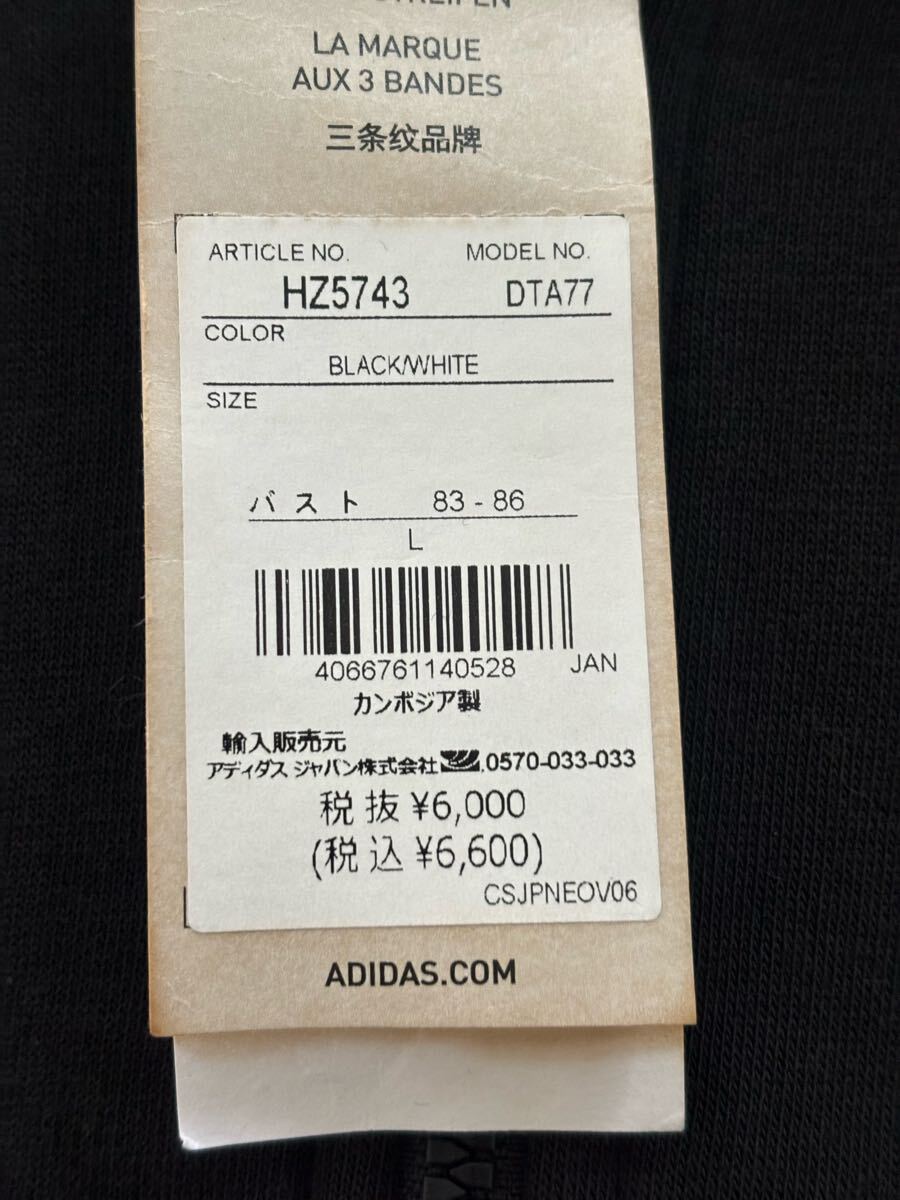 LA MARQUE
AUX 3 BANDES
三条纹品牌
ARTICLE NO. MODEL NO.
HZ5743 DTA77
COLOR
BLACK/WHITE
SIZE
バスト 83 - 86
L
4066761140528 JAN
カンボジア製
輸入販売元
アディダス ジャパン株式会社 .0570-033-033
税抜 ¥6,000
(税込 ¥6,600)
CSJPNEOV06
ADIDAS.COM